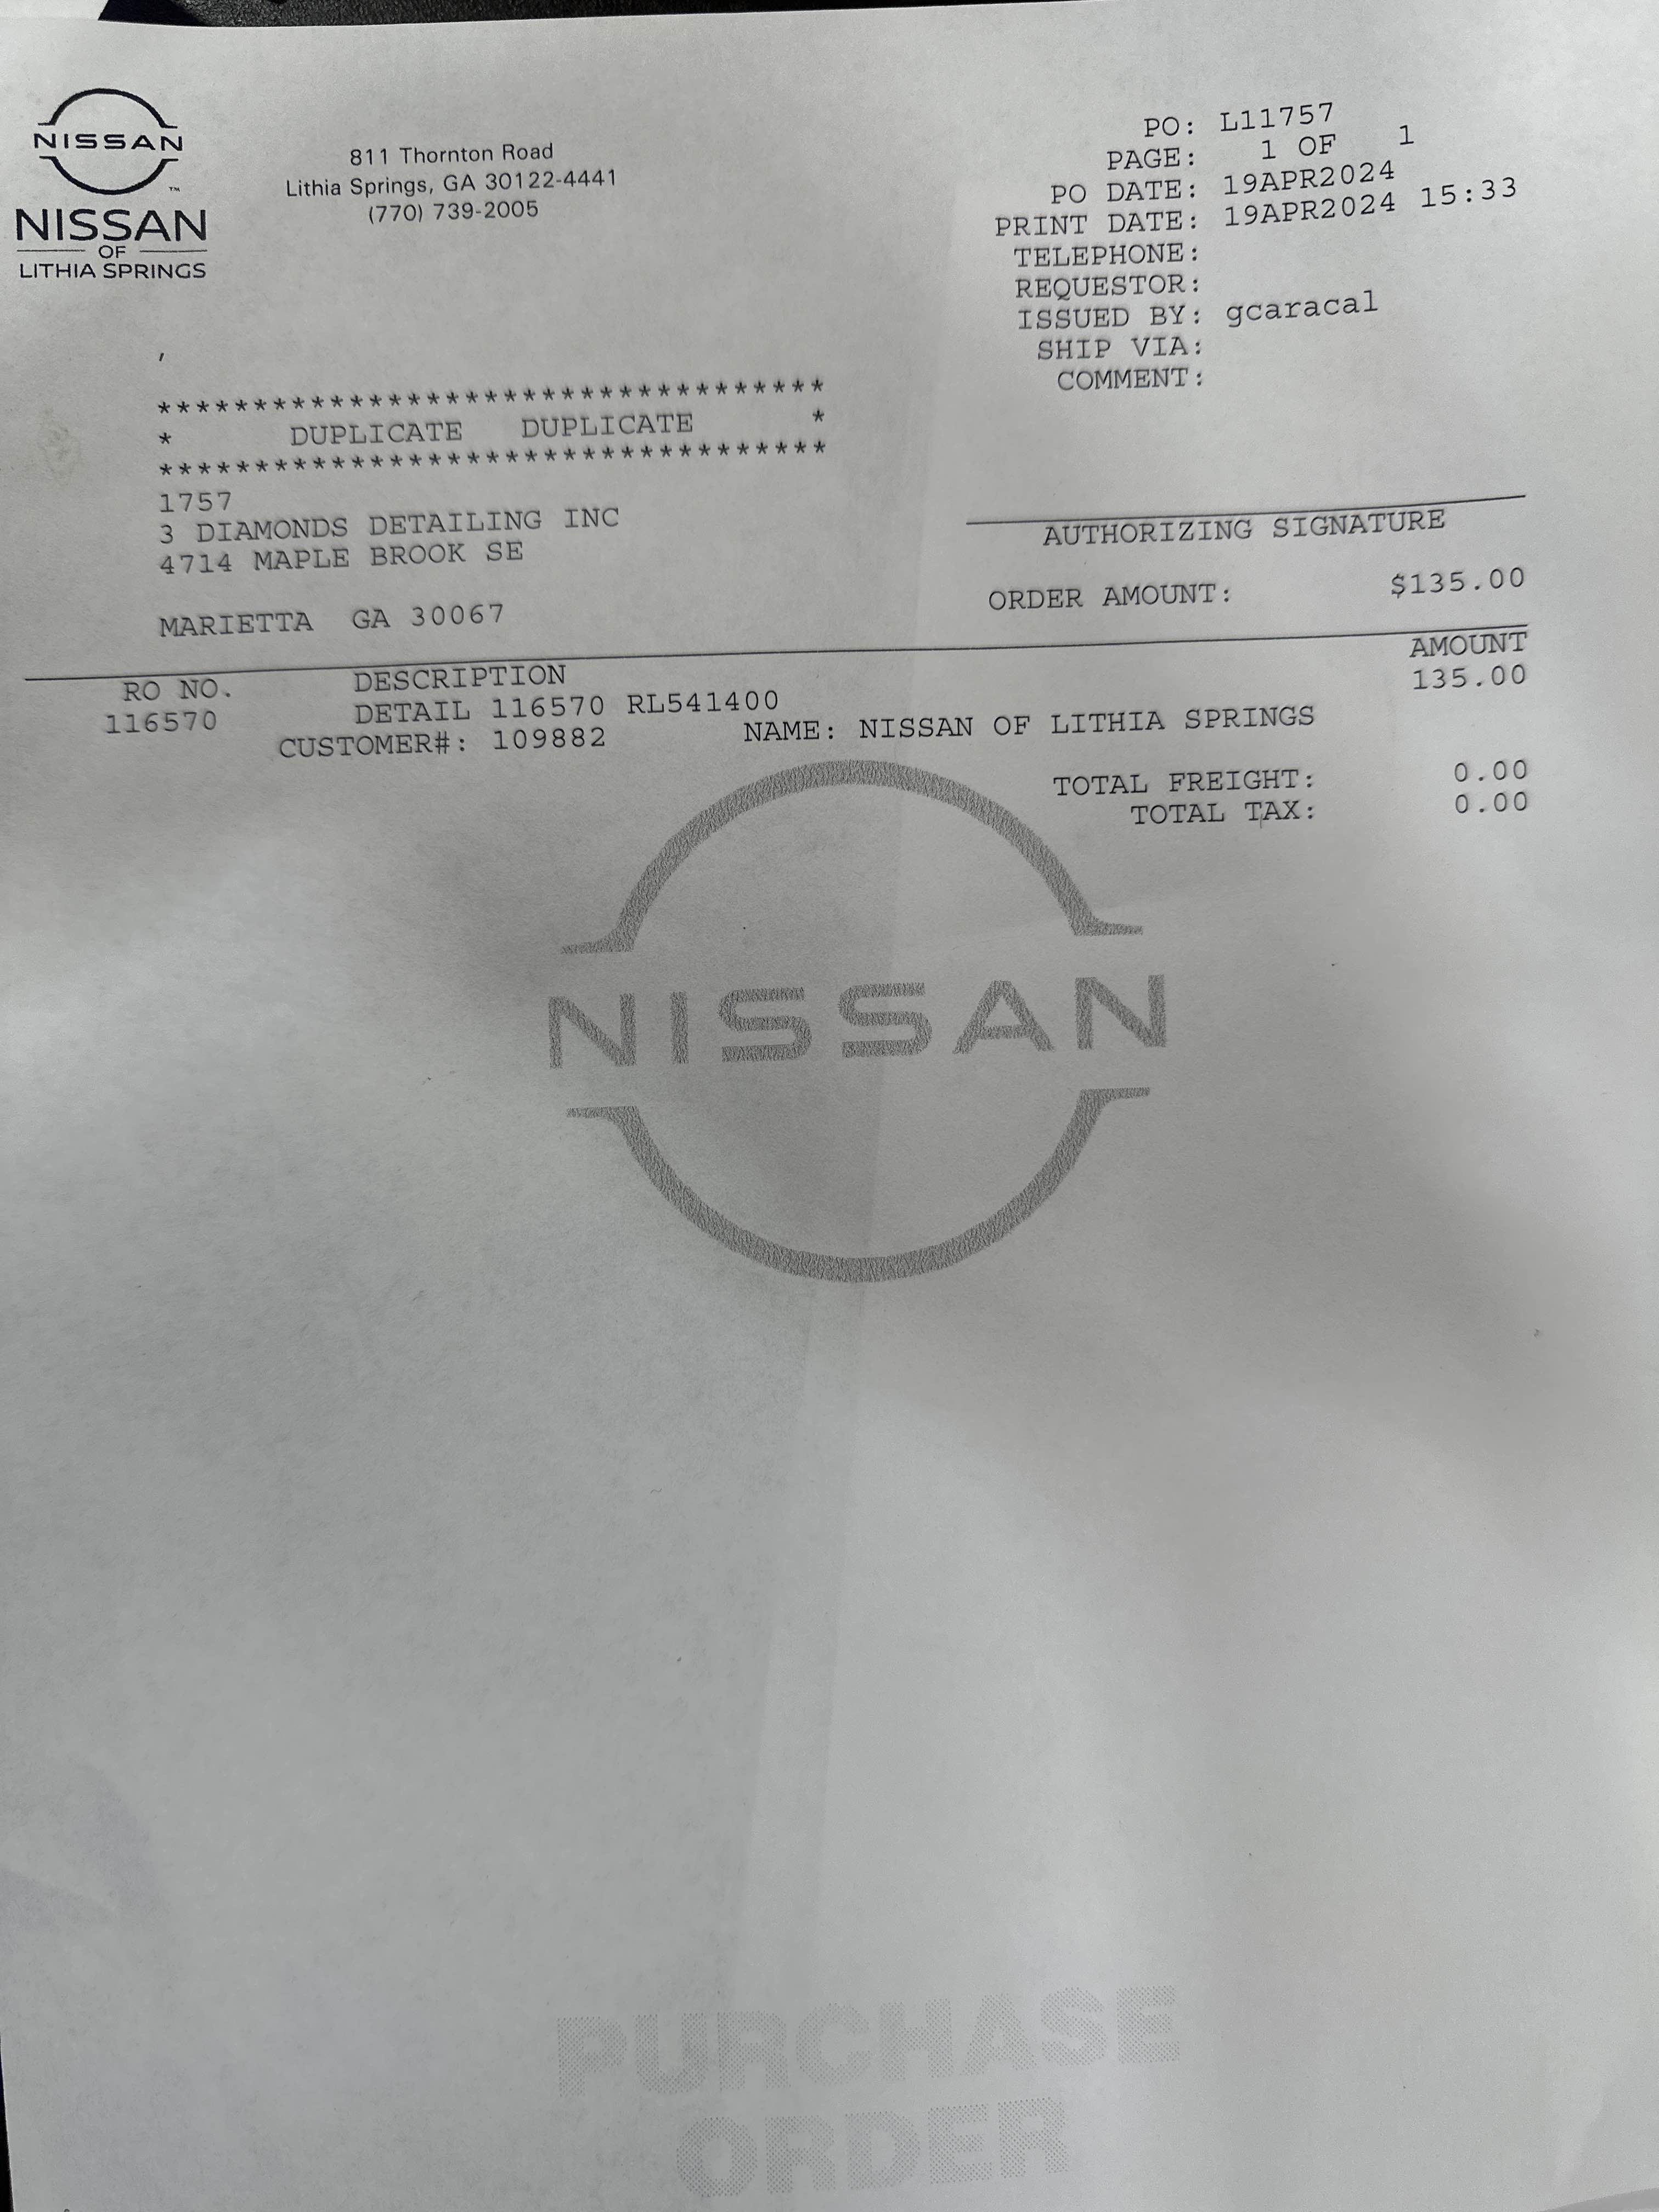 NISSAN
™
NISSAN
OF
LITHIA SPRINGS
811 Thornton Road
Lithia Springs, GA 30122-4441
(770) 739-2005
PO: L11757
PAGE: 1 OF 1
PO DATE: 19APR2024
PRINT DATE: 19APR2024 15:33
TELEPHONE:
REQUESTOR:
ISSUED BY: gcaracal
SHIP VIA:
COMMENT:
,
***********************************
* DUPLICATE DUPLICATE *
***********************************
1757
3 DIAMONDS DETAILING INC
4714 MAPLE BROOK SE
MARIETTA GA 30067
AUTHORIZING SIGNATURE
ORDER AMOUNT: $135.00
RO NO. DESCRIPTION AMOUNT
116570 DETAIL 116570 RL541400 135.00
CUSTOMER#: 109882 NAME: NISSAN OF LITHIA SPRINGS
TOTAL FREIGHT: 0.00
TOTAL TAX: 0.00
NISSAN
PURCHASE
ORDER